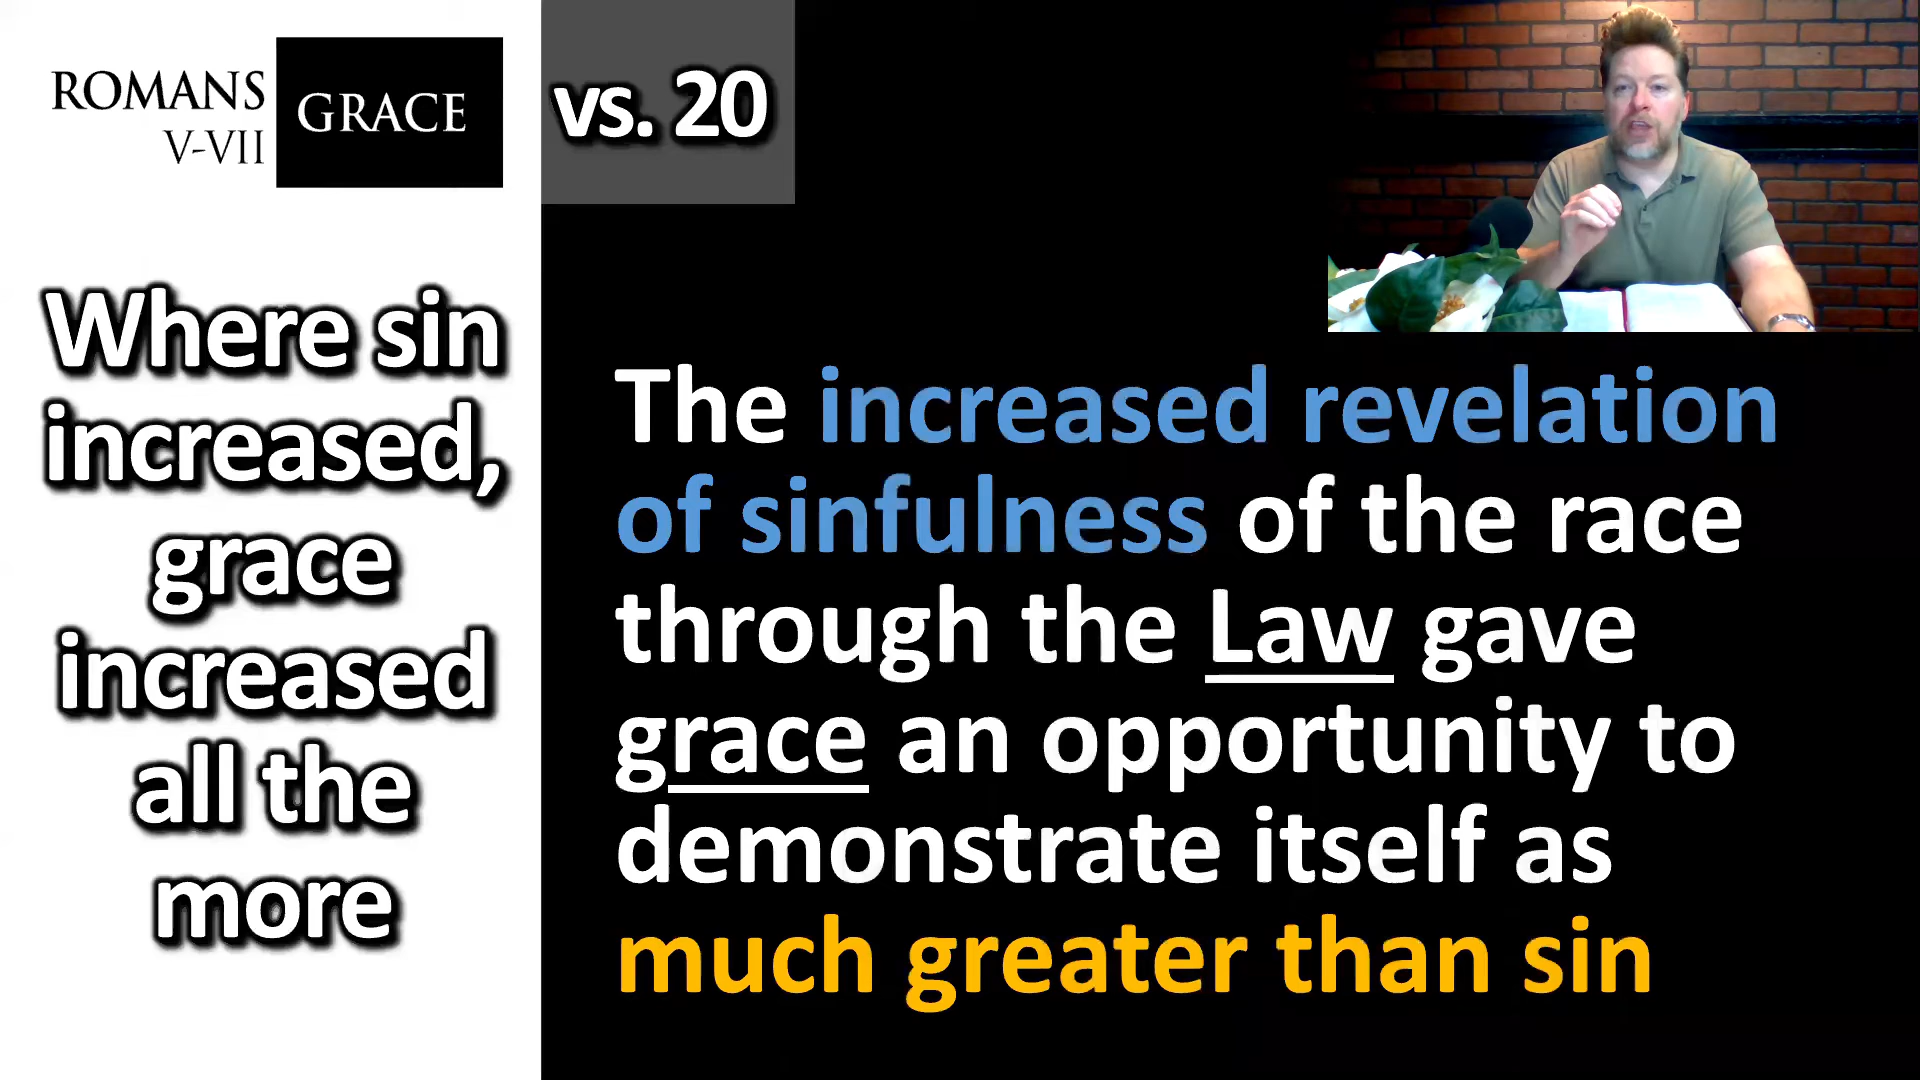 ROMANS
V-VII
GRACE
vs. 20
Where sin
increased,
grace
increased
all the
more
The increased revelation
of sinfulness of the race
through the Law gave
grace an opportunity to
demonstrate itself as
much greater than sin